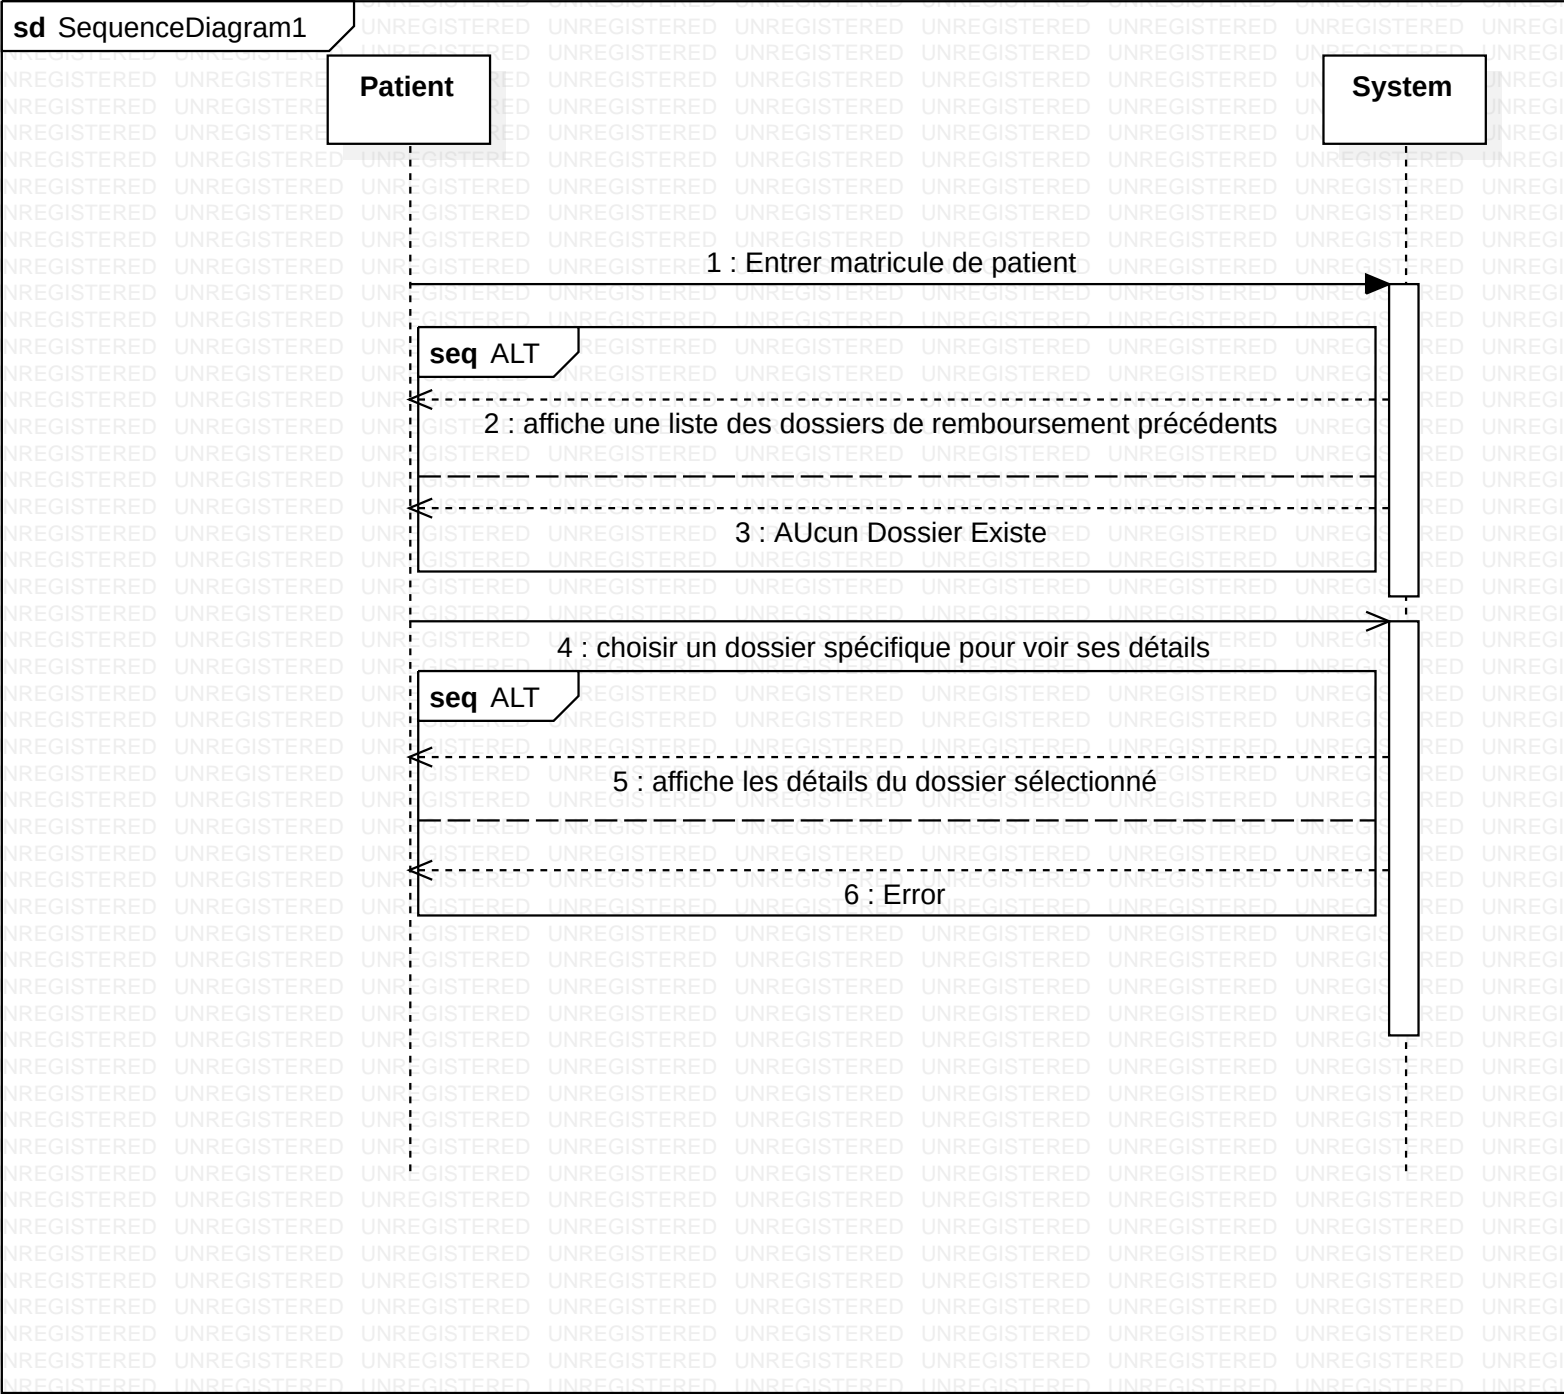 sd SequenceDiagram1
Patient
System
1 : Entrer matricule de patient
seq ALT
2 : affiche une liste des dossiers de remboursement précédents
3 : AUcun Dossier Existe
4 : choisir un dossier spécifique pour voir ses détails
seq ALT
5 : affiche les détails du dossier sélectionné
6 : Error
UNREGISTERED